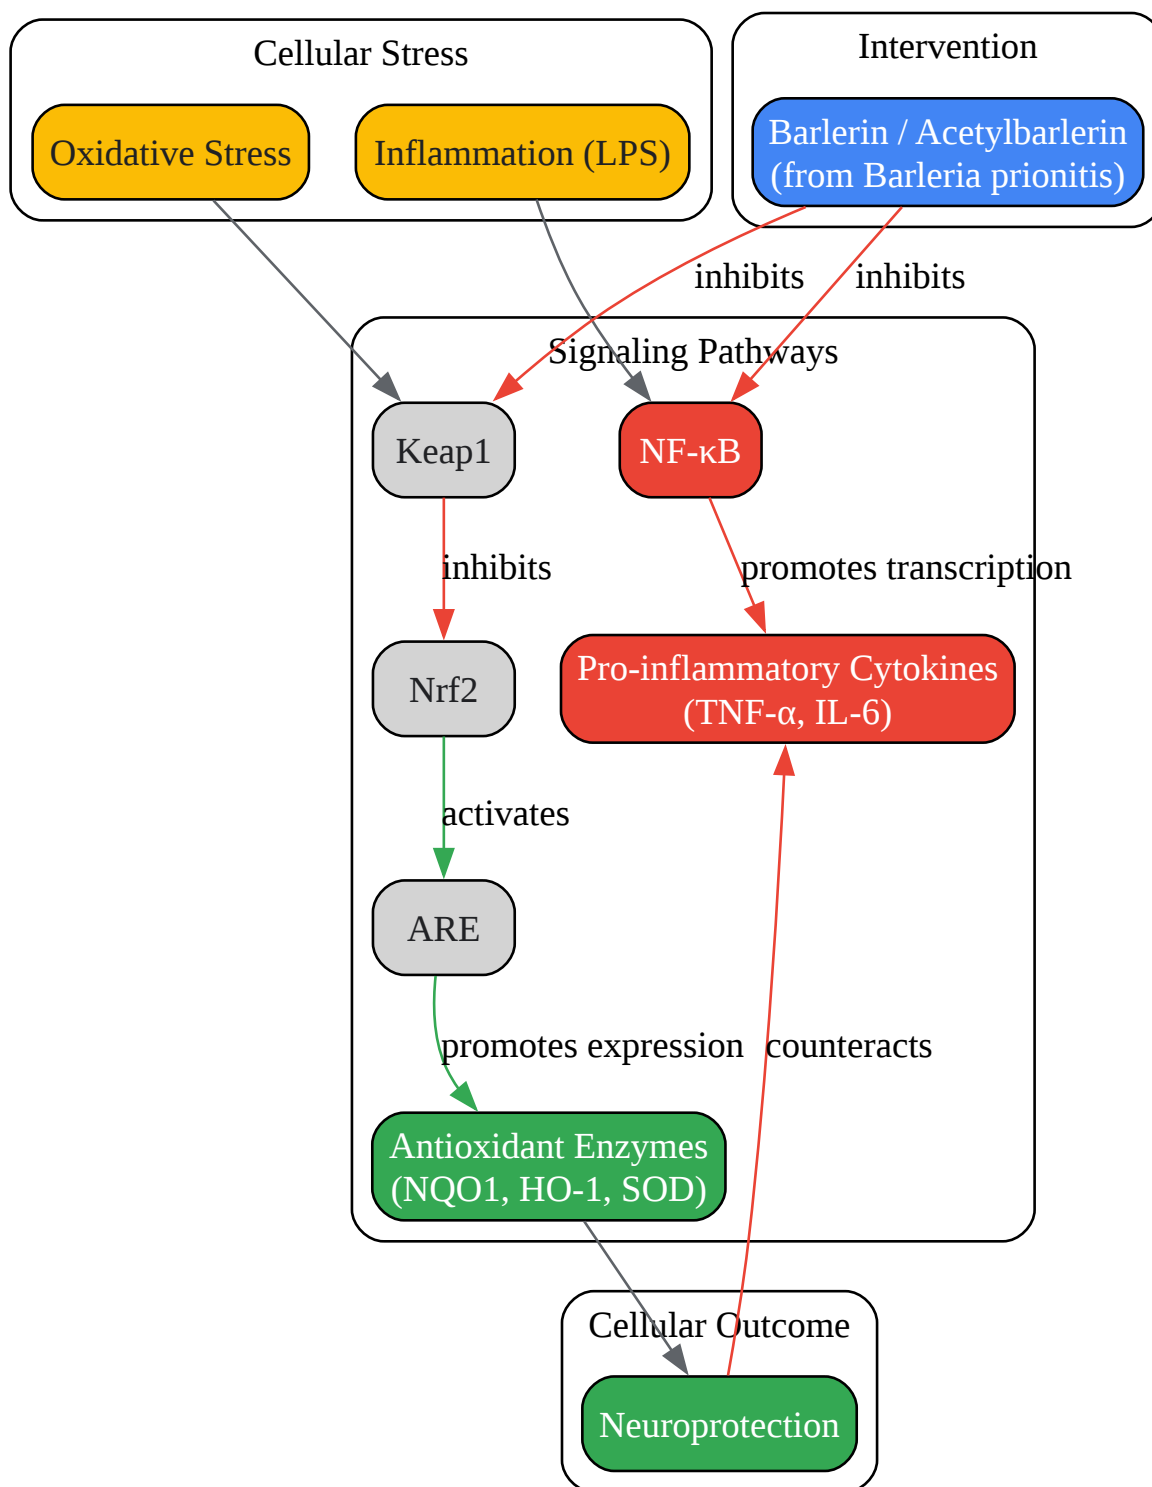 Cellular Stress
Intervention
Oxidative Stress
Inflammation (LPS)
Barlerin / Acetylbarlerin
(from Barleria prionitis)
inhibits
inhibits
Signaling Pathways
Keap1
NF-κB
inhibits
promotes transcription
Nrf2
Pro-inflammatory Cytokines
(TNF-α, IL-6)
activates
ARE
promotes expression
counteracts
Antioxidant Enzymes
(NQO1, HO-1, SOD)
Cellular Outcome
Neuroprotection